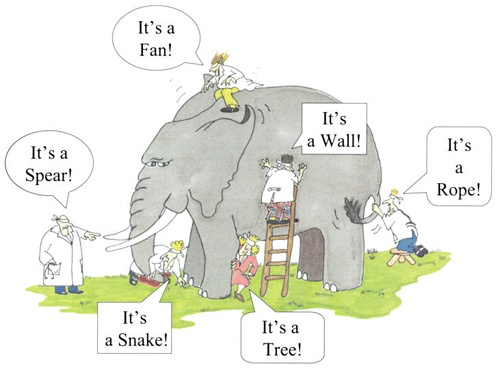 It's a
Fan!
It's
a Wall!
It's a
Spear!
It's
a
Rope!
It's
a Snake!
It's a
Tree!